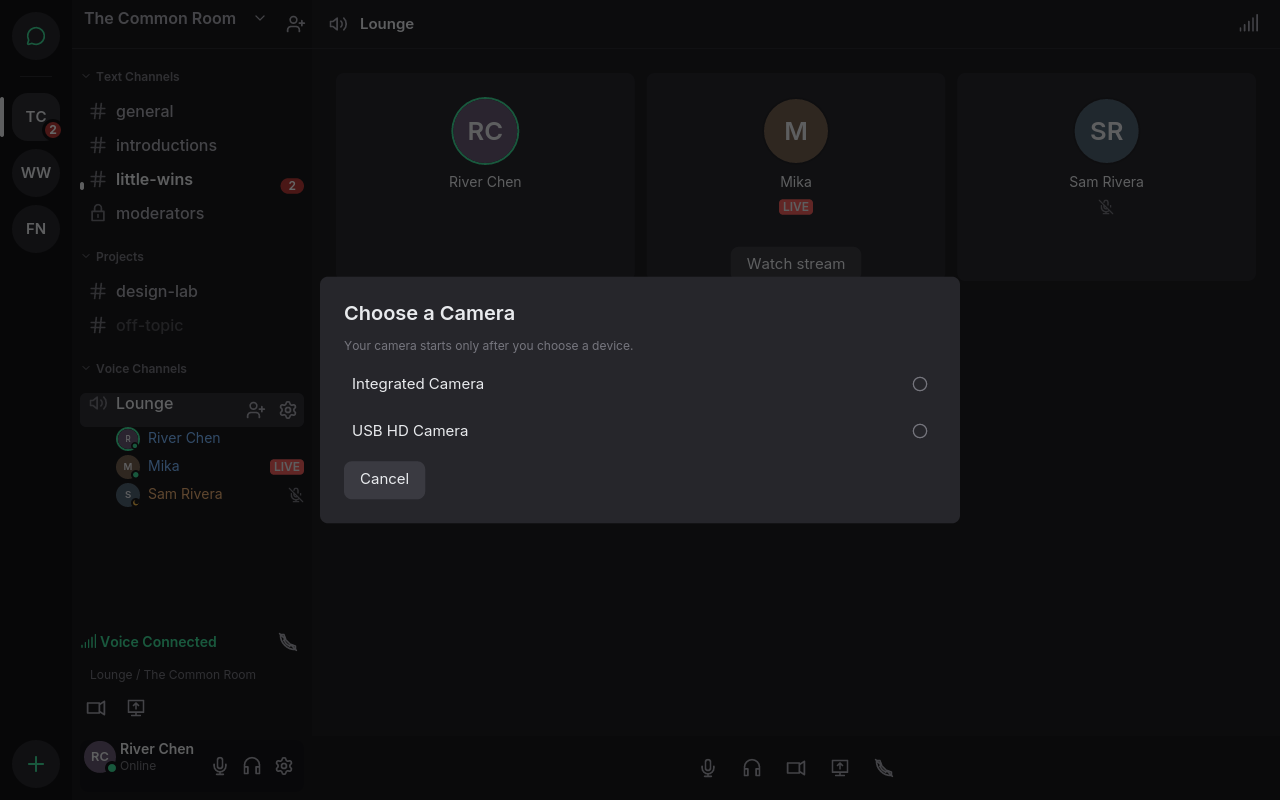 The Common Room
Lounge
TC
2
WW
FN
Text Channels
general
introductions
little-wins
2
moderators
Projects
design-lab
off-topic
Voice Channels
Lounge
R
River Chen
M
Mika
LIVE
S
Sam Rivera
Voice Connected
Lounge / The Common Room
RC
River Chen
Online
RC
River Chen
M
Mika
LIVE
Watch stream
SR
Sam Rivera
Choose a Camera
Your camera starts only after you choose a device.
Integrated Camera
USB HD Camera
Cancel